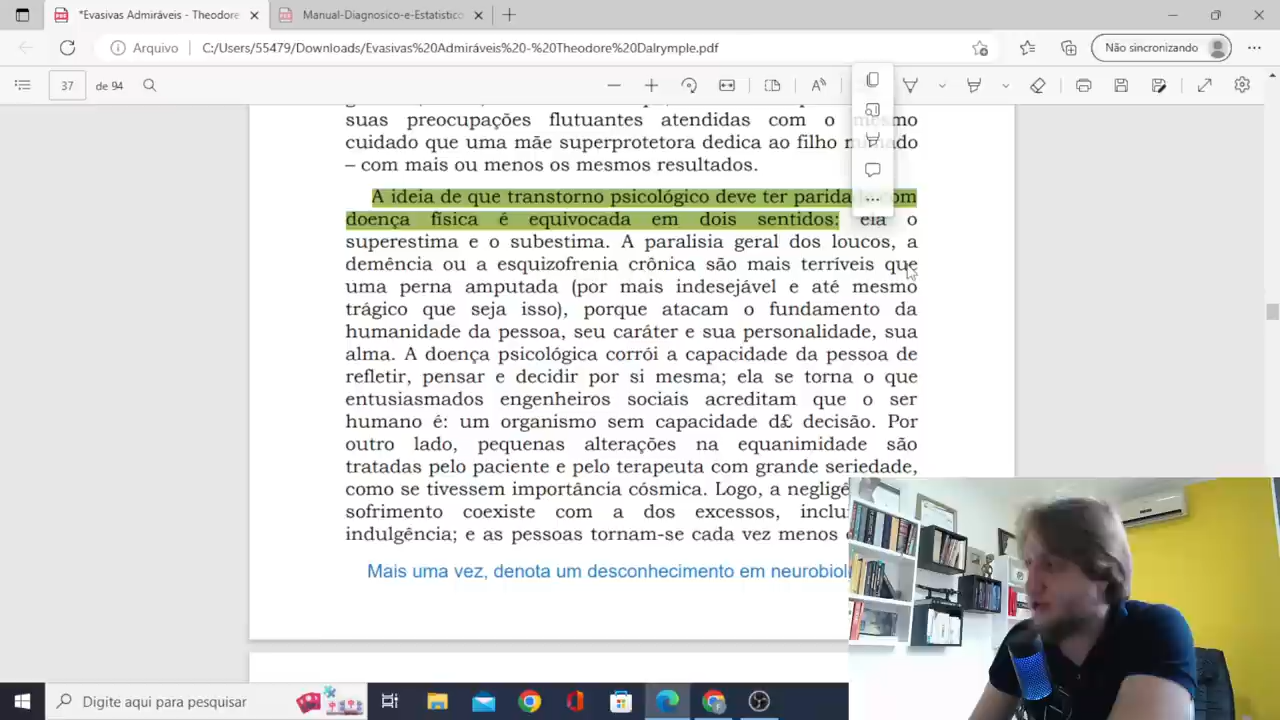 *Evasivas Admiráveis - Theodore
Manual-Diagnosico-e-Estatistico
Arquivo
C:/Users/55479/Downloads/Evasivas%20Admiráveis%20-%20Theodore%20Dalrymple.pdf
Não sincronizando
37
de 94
suas preocupações flutuantes atendidas com o mesmo
cuidado que uma mãe superprotetora dedica ao filho mimado
– com mais ou menos os mesmos resultados.
A ideia de que transtorno psicológico deve ter paridade com
doença física é equivocada em dois sentidos: ela o
superestima e o subestima. A paralisia geral dos loucos, a
demência ou a esquizofrenia crônica são mais terríveis que
uma perna amputada (por mais indesejável e até mesmo
trágico que seja isso), porque atacam o fundamento da
humanidade da pessoa, seu caráter e sua personalidade, sua
alma. A doença psicológica corrói a capacidade da pessoa de
refletir, pensar e decidir por si mesma; ela se torna o que
entusiasmados engenheiros sociais acreditam que o ser
humano é: um organismo sem capacidade d£ decisão. Por
outro lado, pequenas alterações na equanimidade são
tratadas pelo paciente e pelo terapeuta com grande seriedade,
como se tivessem importância cósmica. Logo, a
sofrimento coexiste com a dos excessos,
indulgência; e as pessoas tornam-se cada vez menos
Mais uma vez, denota um desconhecimento em
Digite aqui para pesquisar